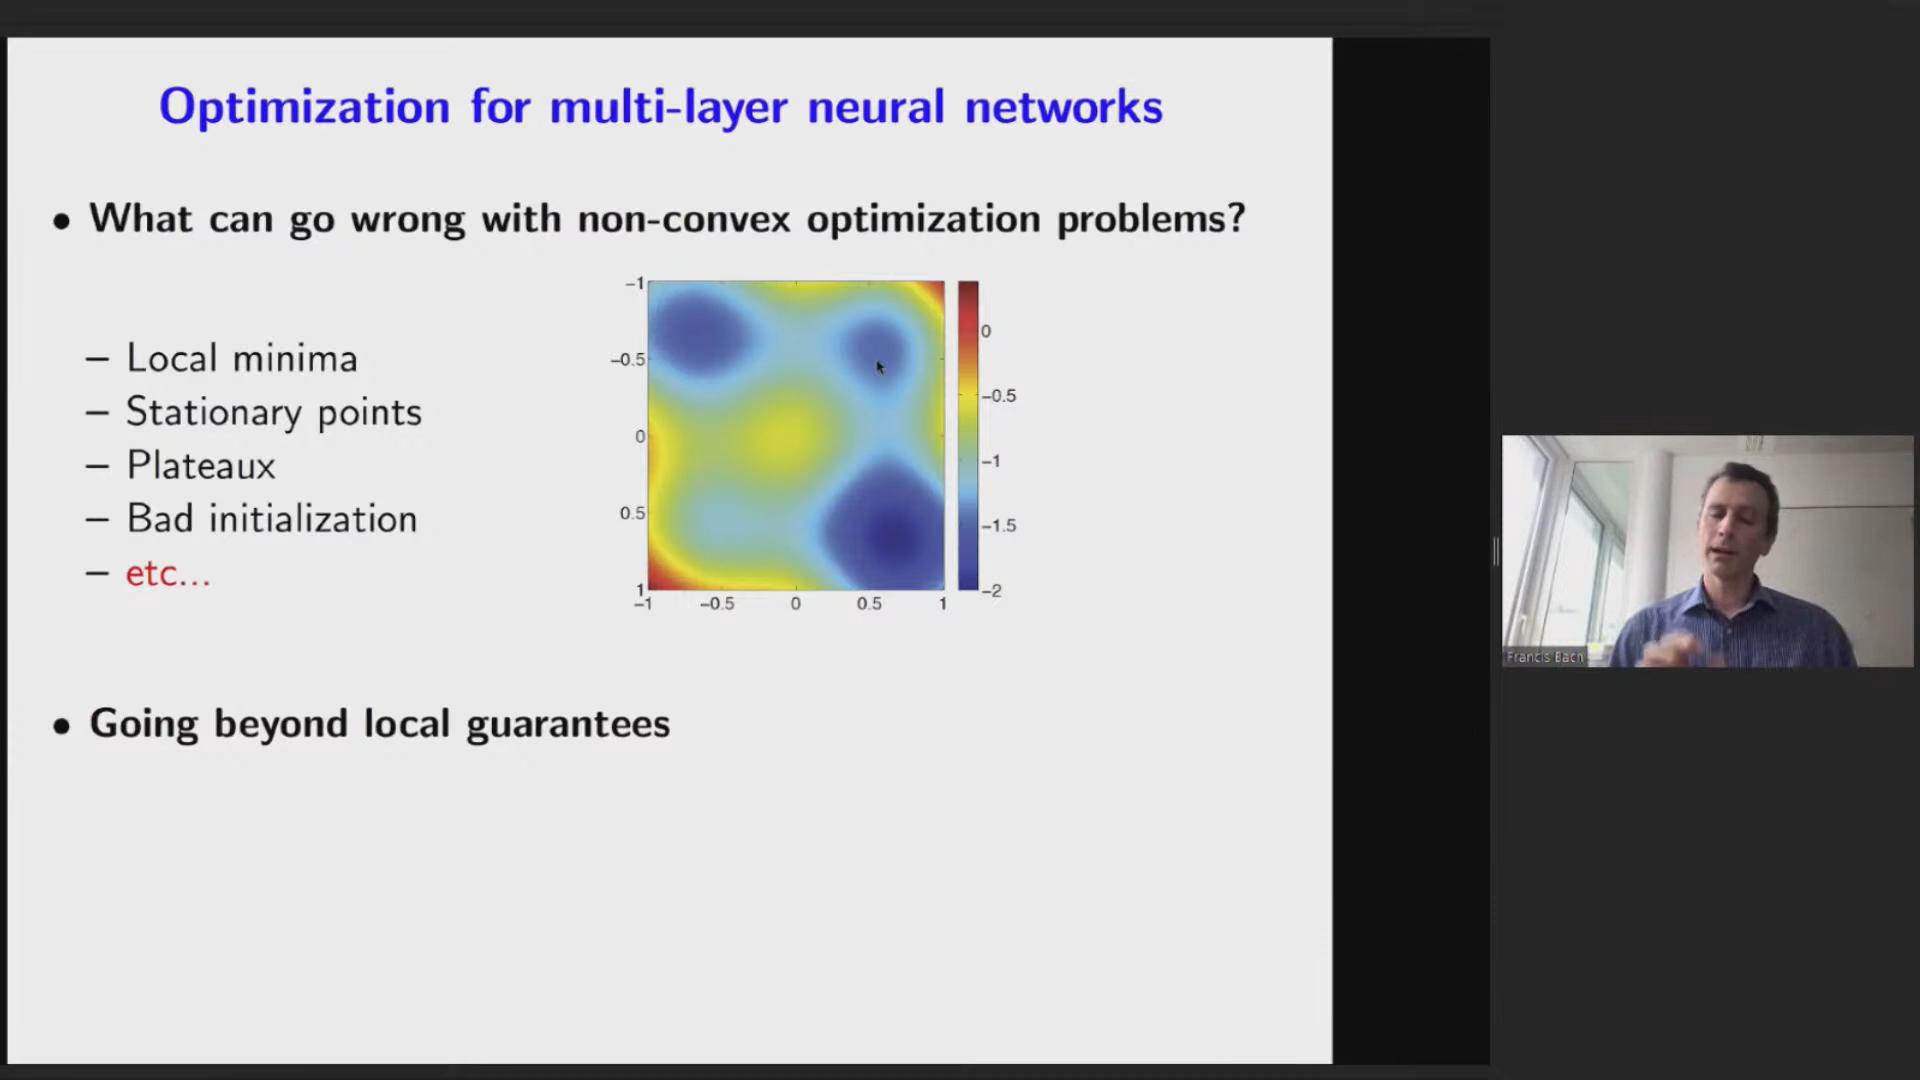 Optimization for multi-layer neural networks
• What can go wrong with non-convex optimization problems?
– Local minima
– Stationary points
– Plateaux
– Bad initialization
– etc...
−1
−0.5
0
0.5
1
−1 −0.5 0 0.5 1
0
−0.5
−1
−1.5
−2
• Going beyond local guarantees
Francis Bach